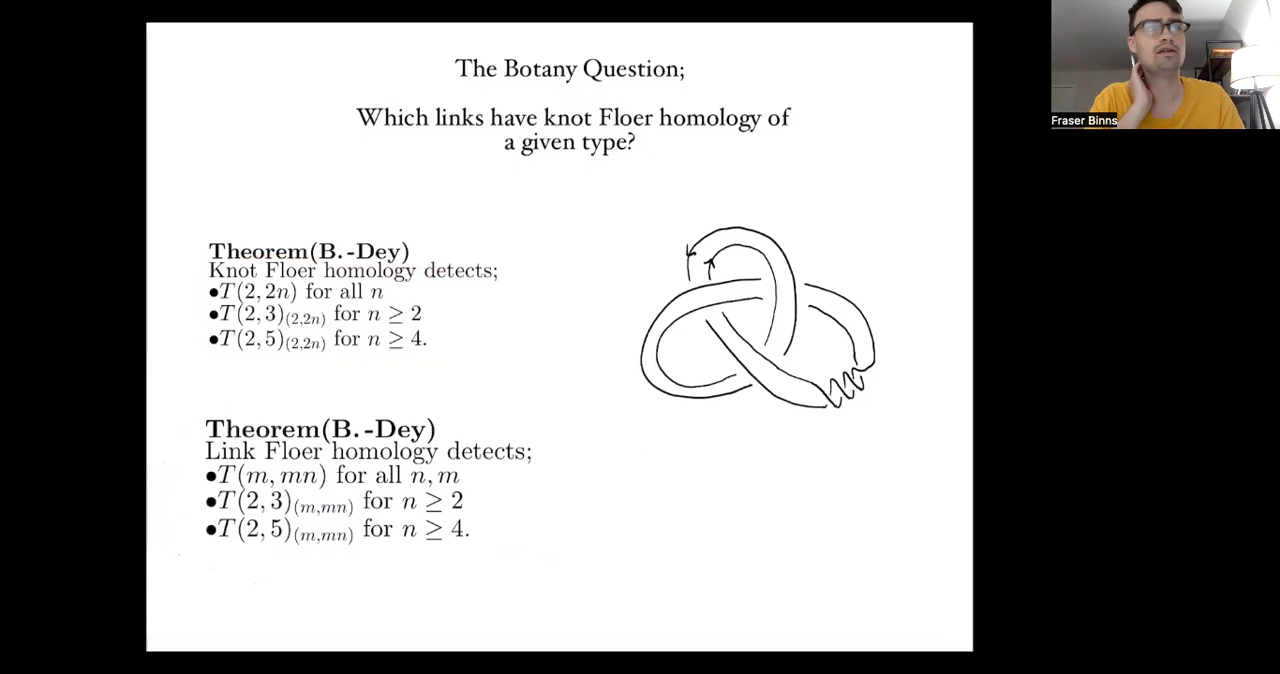 The Botany Question;
Which links have knot Floer homology of
a given type?
Theorem(B.-Dey)
Knot Floer homology detects;
•T(2,2n) for all n
•T(2,3)_{(2,2n)} for n ≥ 2
•T(2,5)_{(2,2n)} for n ≥ 4.
Theorem(B.-Dey)
Link Floer homology detects;
•T(m,mn) for all n,m
•T(2,3)_{(m,mn)} for n ≥ 2
•T(2,5)_{(m,mn)} for n ≥ 4.
Fraser Binns